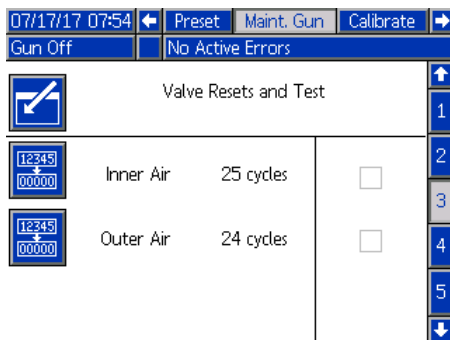 07/17/17 07:54 Preset Maint. Gun Calibrate
Gun Off No Active Errors
Valve Resets and Test
1
12345
00000
Inner Air 25 cycles
2
3
12345
00000
Outer Air 24 cycles
4
5